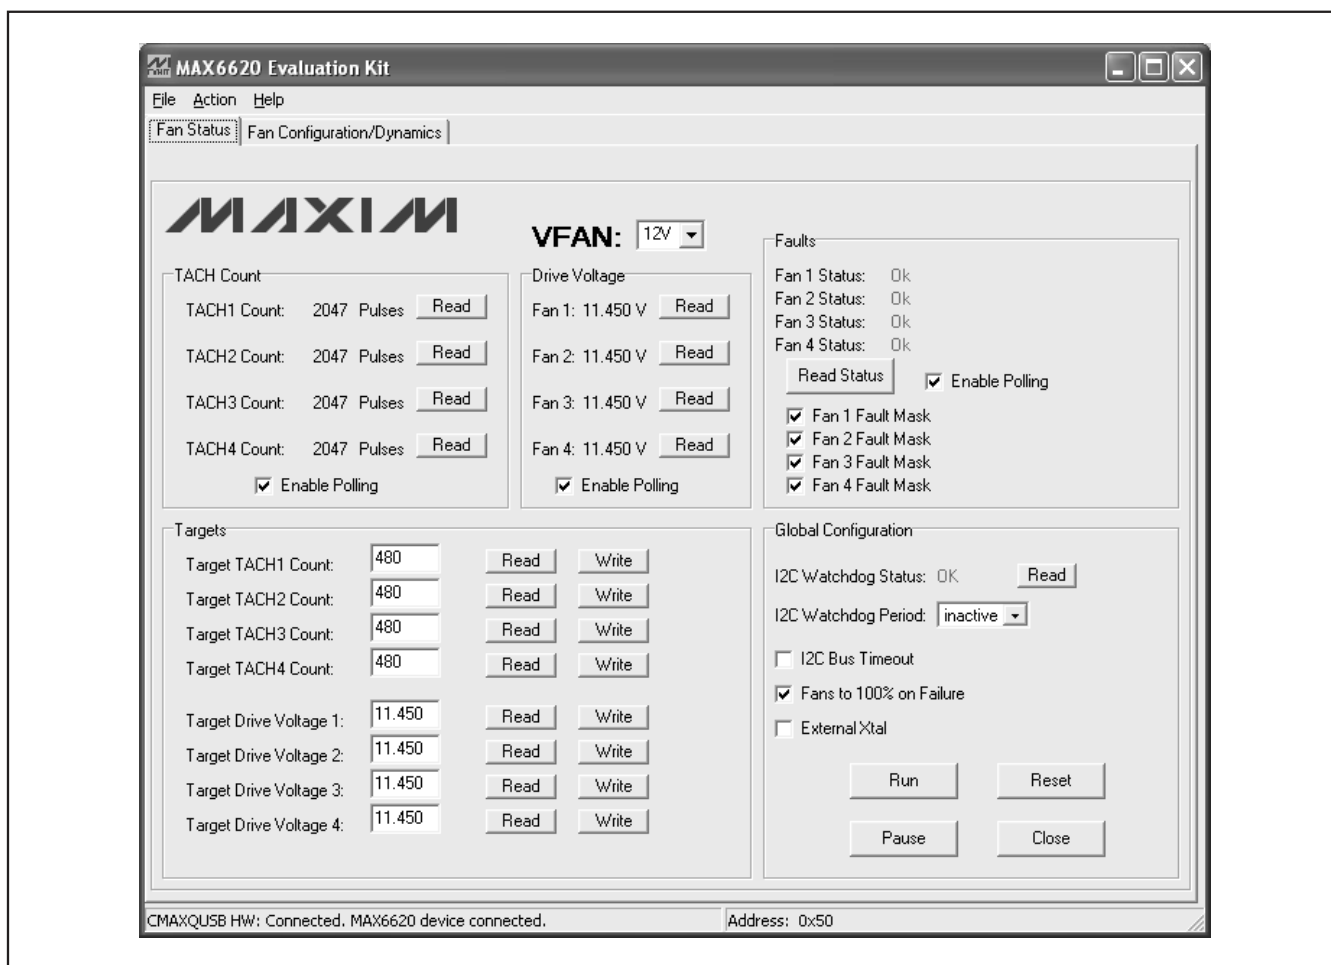 MAX6620 Evaluation Kit
File Action Help
Fan Status Fan Configuration/Dynamics
MAXIM
VFAN: 12V
TACH Count
TACH1 Count: 2047 Pulses Read
TACH2 Count: 2047 Pulses Read
TACH3 Count: 2047 Pulses Read
TACH4 Count: 2047 Pulses Read
Enable Polling
Drive Voltage
Fan 1: 11.450 V Read
Fan 2: 11.450 V Read
Fan 3: 11.450 V Read
Fan 4: 11.450 V Read
Enable Polling
Faults
Fan 1 Status: Ok
Fan 2 Status: Ok
Fan 3 Status: Ok
Fan 4 Status: Ok
Read Status Enable Polling
Fan 1 Fault Mask
Fan 2 Fault Mask
Fan 3 Fault Mask
Fan 4 Fault Mask
Targets
Target TACH1 Count: 480 Read Write
Target TACH2 Count: 480 Read Write
Target TACH3 Count: 480 Read Write
Target TACH4 Count: 480 Read Write
Target Drive Voltage 1: 11.450 Read Write
Target Drive Voltage 2: 11.450 Read Write
Target Drive Voltage 3: 11.450 Read Write
Target Drive Voltage 4: 11.450 Read Write
Global Configuration
I2C Watchdog Status: OK Read
I2C Watchdog Period: inactive
I2C Bus Timeout
Fans to 100% on Failure
External Xtal
Run Reset
Pause Close
CMAXQUSB HW: Connected. MAX6620 device connected. Address: 0x50